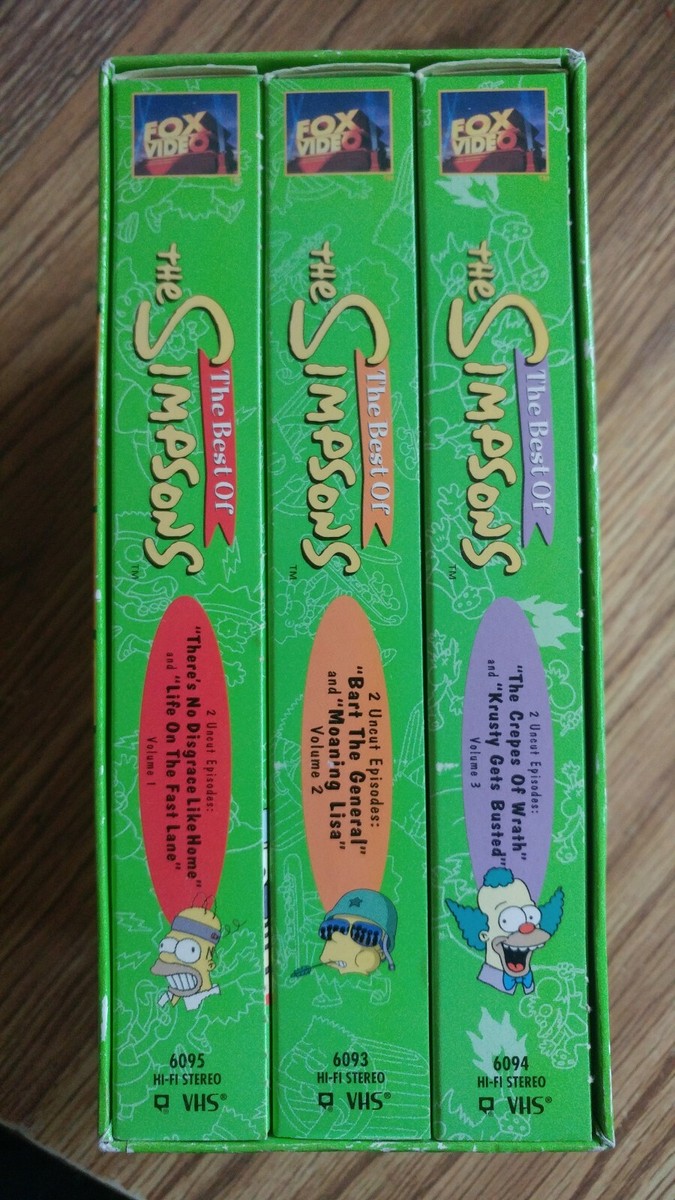 FOX
VIDEO
THE
SIMPSONS
TM
The Best Of
2 Uncut Episodes:
"There's No Disgrace Like Home"
and "Life On The Fast Lane"
Volume 1
6095
HI-FI STEREO
VHS®
FOX
VIDEO
THE
SIMPSONS
TM
The Best Of
2 Uncut Episodes:
"Bart The General"
and "Moaning Lisa"
Volume 2
6093
HI-FI STEREO
VHS®
FOX
VIDEO
THE
SIMPSONS
TM
The Best Of
2 Uncut Episodes:
"The Crepes Of Wrath"
and "Krusty Gets Busted"
Volume 3
6094
HI-FI STEREO
VHS®